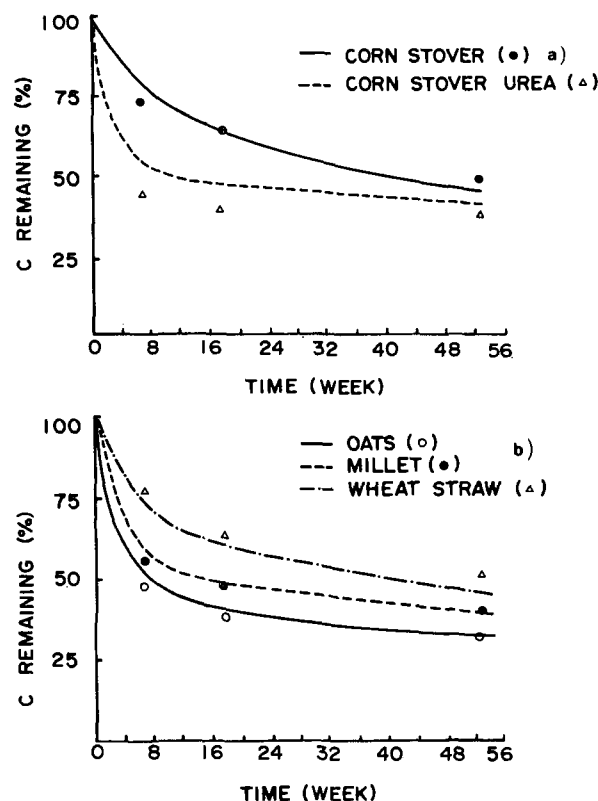 100
75
50
25
C REMAINING (%)
CORN STOVER (●) a)
CORN STOVER UREA (△)
0 8 16 24 32 40 48 56
TIME (WEEK)
100
75
50
25
C REMAINING (%)
OATS (○) b)
MILLET (●)
WHEAT STRAW (△)
0 8 16 24 32 40 48 56
TIME (WEEK)